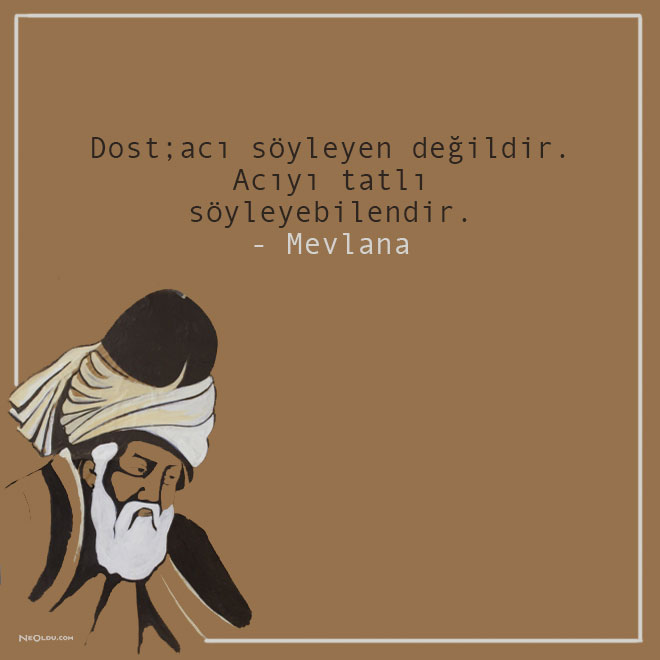 Dost;acı söyleyen değildir.
Acıyı tatlı
söyleyebilendir.
- Mevlana
NeOldu.com